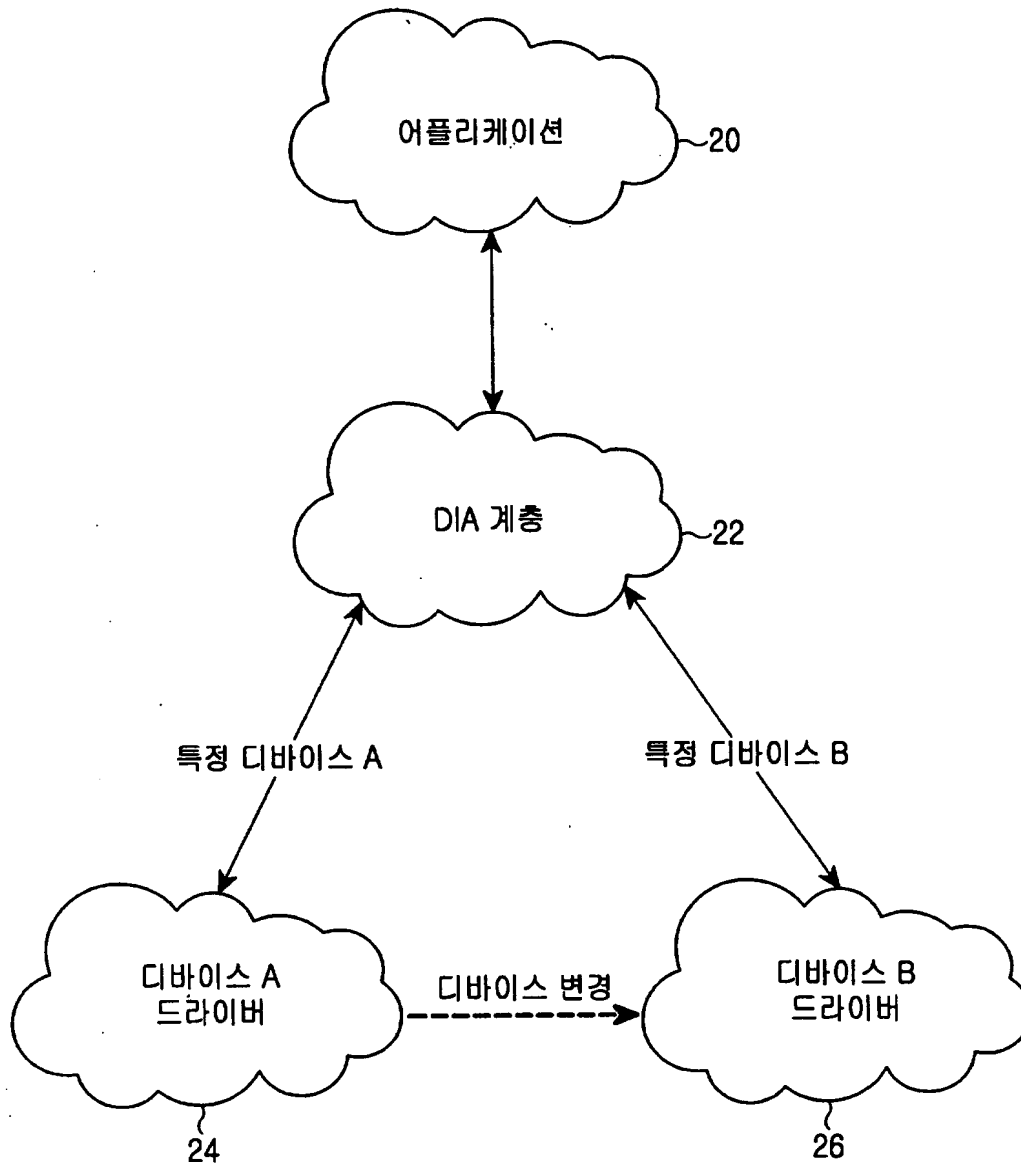 어플리케이션
20
DIA 계층
22
특정 디바이스 A
특정 디바이스 B
디바이스 A
드라이버
디바이스 변경
디바이스 B
드라이버
24
26